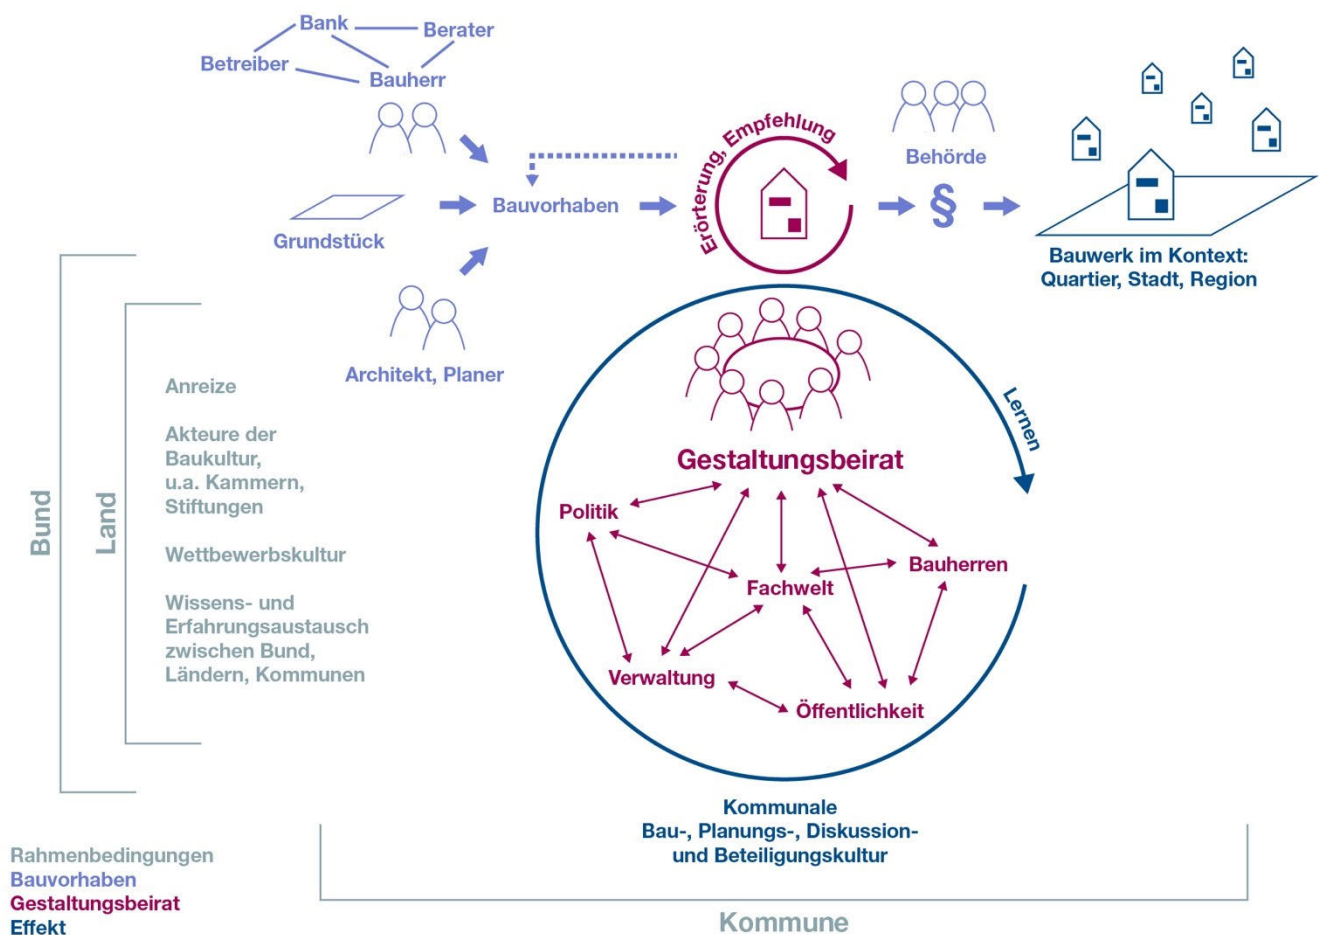 Bank
Berater
Betreiber
Bauherr
Erörterung, Empfehlung
Behörde
Bauvorhaben
§
Grundstück
Bauwerk im Kontext:
Quartier, Stadt, Region
Architekt, Planer
Bund
Land
Anreize
Akteure der
Baukultur,
u.a. Kammern,
Stiftungen
Wettbewerbskultur
Wissens- und
Erfahrungsaustausch
zwischen Bund,
Ländern, Kommunen
Lernen
Gestaltungsbeirat
Politik
Bauherren
Fachwelt
Verwaltung
Öffentlichkeit
Kommunale
Bau-, Planungs-, Diskussion-
und Beteiligungskultur
Rahmenbedingungen
Bauvorhaben
Gestaltungsbeirat
Effekt
Kommune